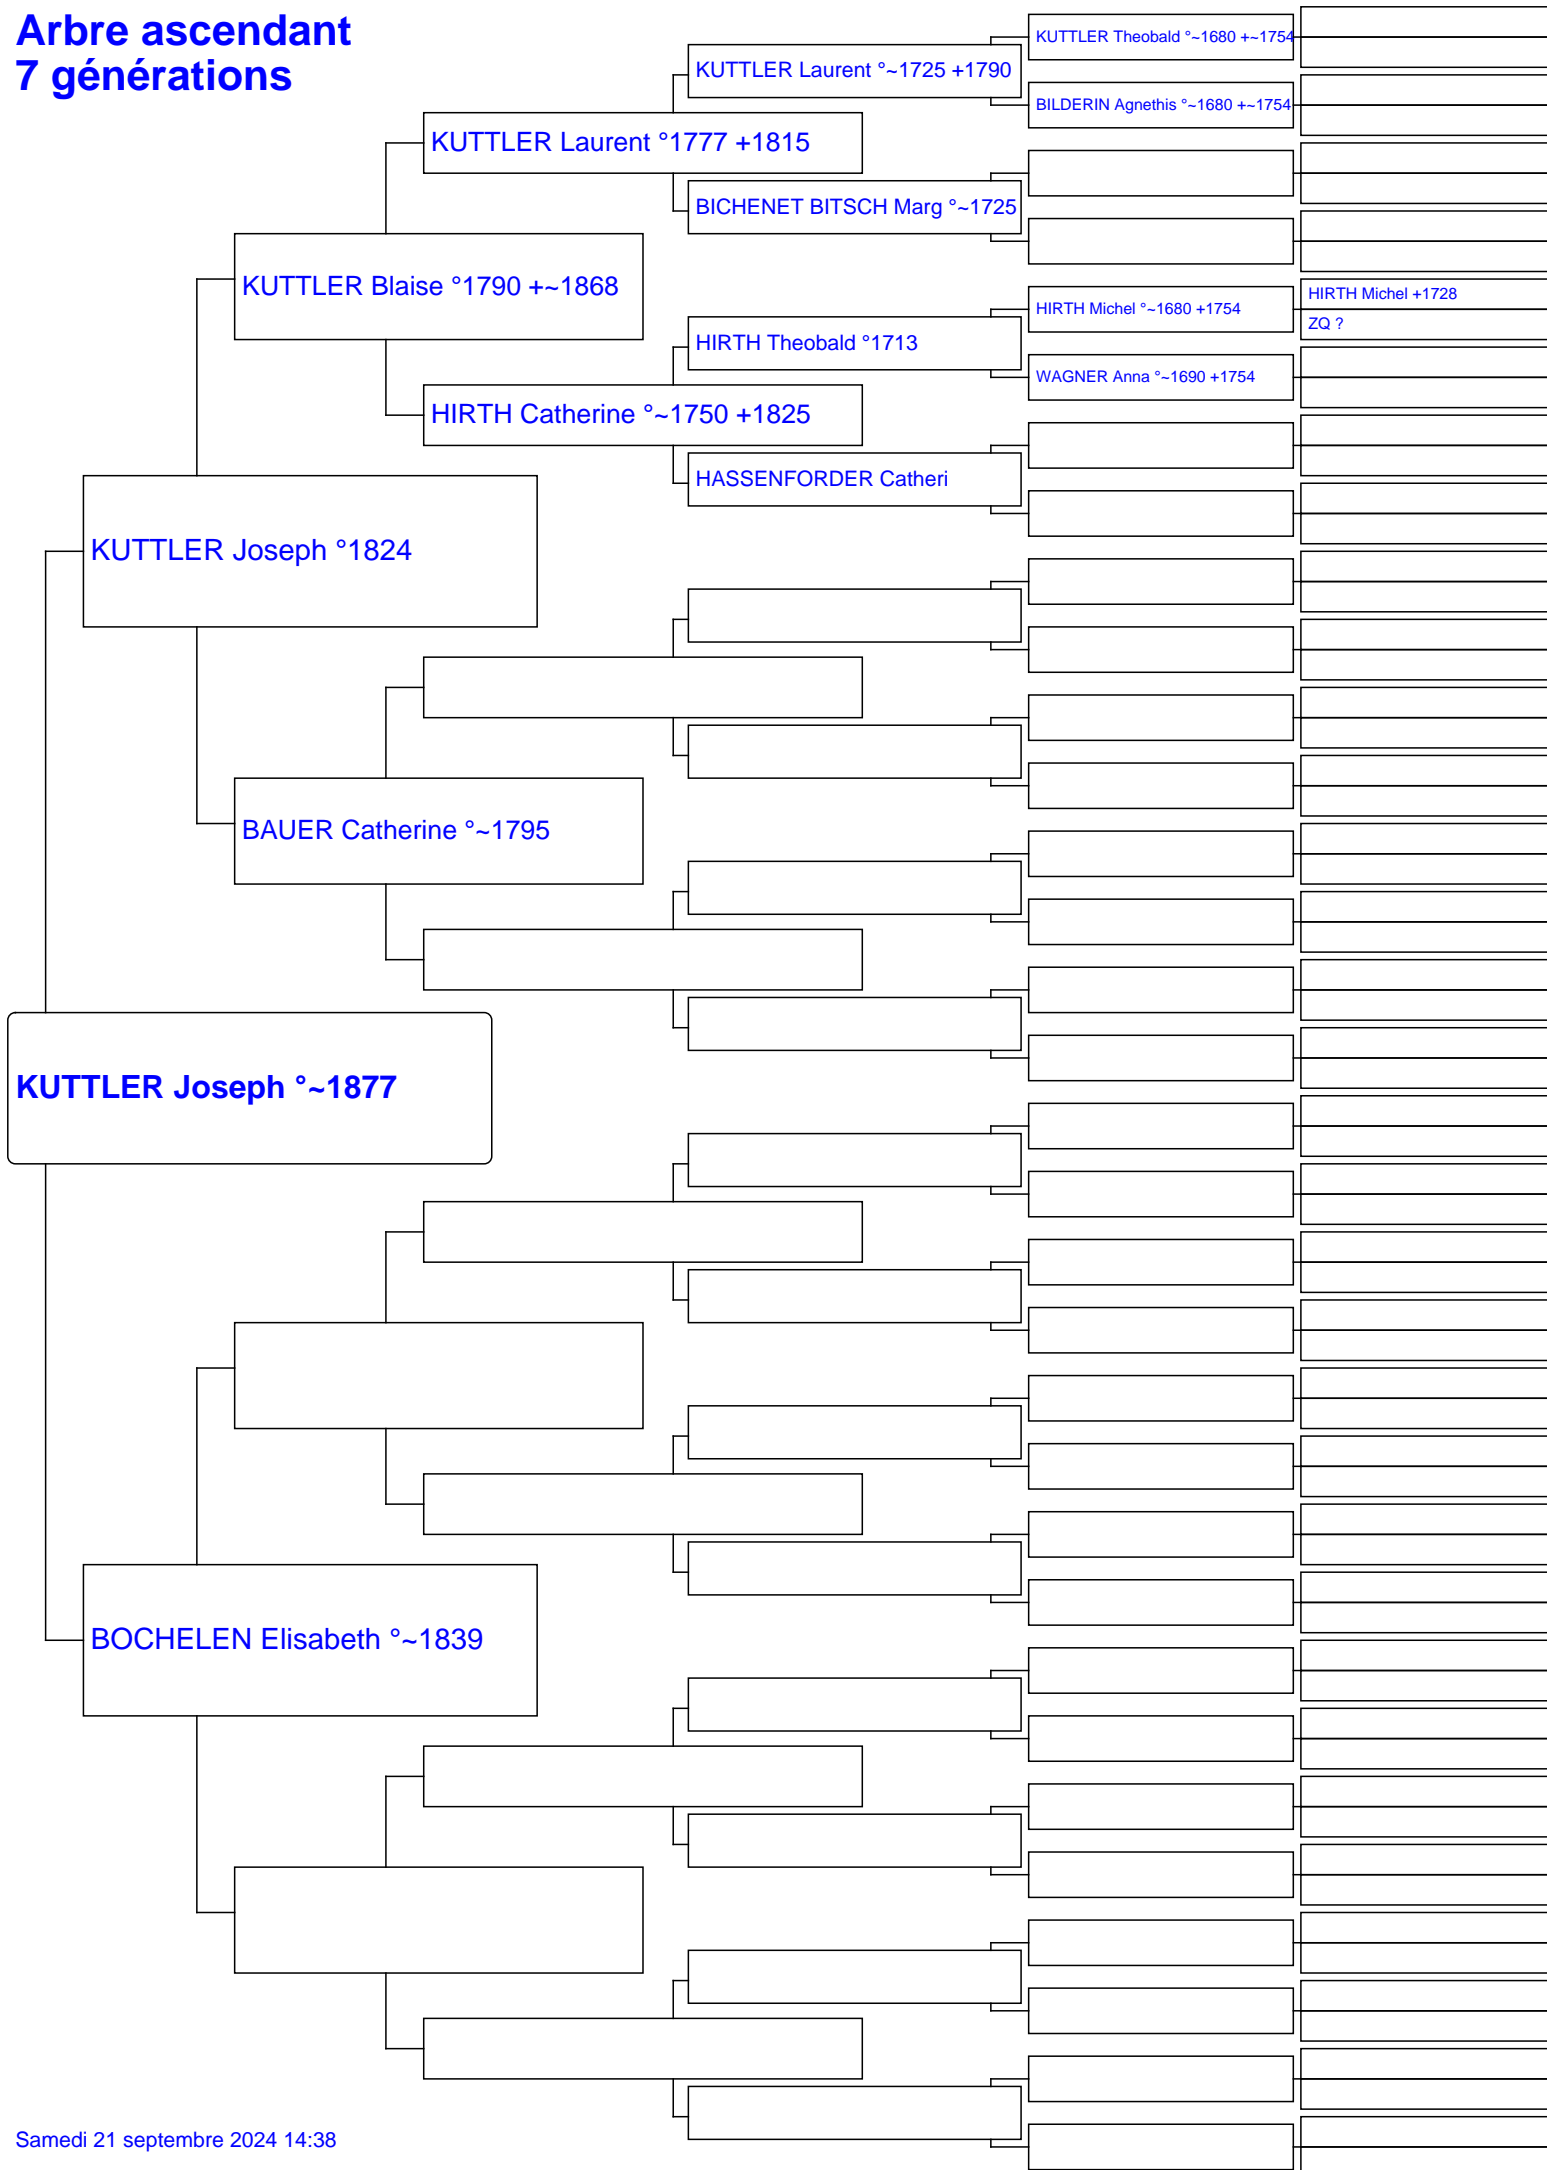 Arbre ascendant
7 générations
KUTTLER Theobald °~1680 +~1754
KUTTLER Laurent °~1725 +1790
BILDERIN Agnethis °~1680 +~1754
KUTTLER Laurent °1777 +1815
BICHENET BITSCH Marg °~1725
KUTTLER Blaise °1790 +~1868
HIRTH Michel +1728
HIRTH Michel °~1680 +1754
ZQ ?
HIRTH Theobald °1713
WAGNER Anna °~1690 +1754
HIRTH Catherine °~1750 +1825
HASSENFORDER Catheri
KUTTLER Joseph °1824
BAUER Catherine °~1795
KUTTLER Joseph °~1877
BOCHELEN Elisabeth °~1839
Samedi 21 septembre 2024 14:38